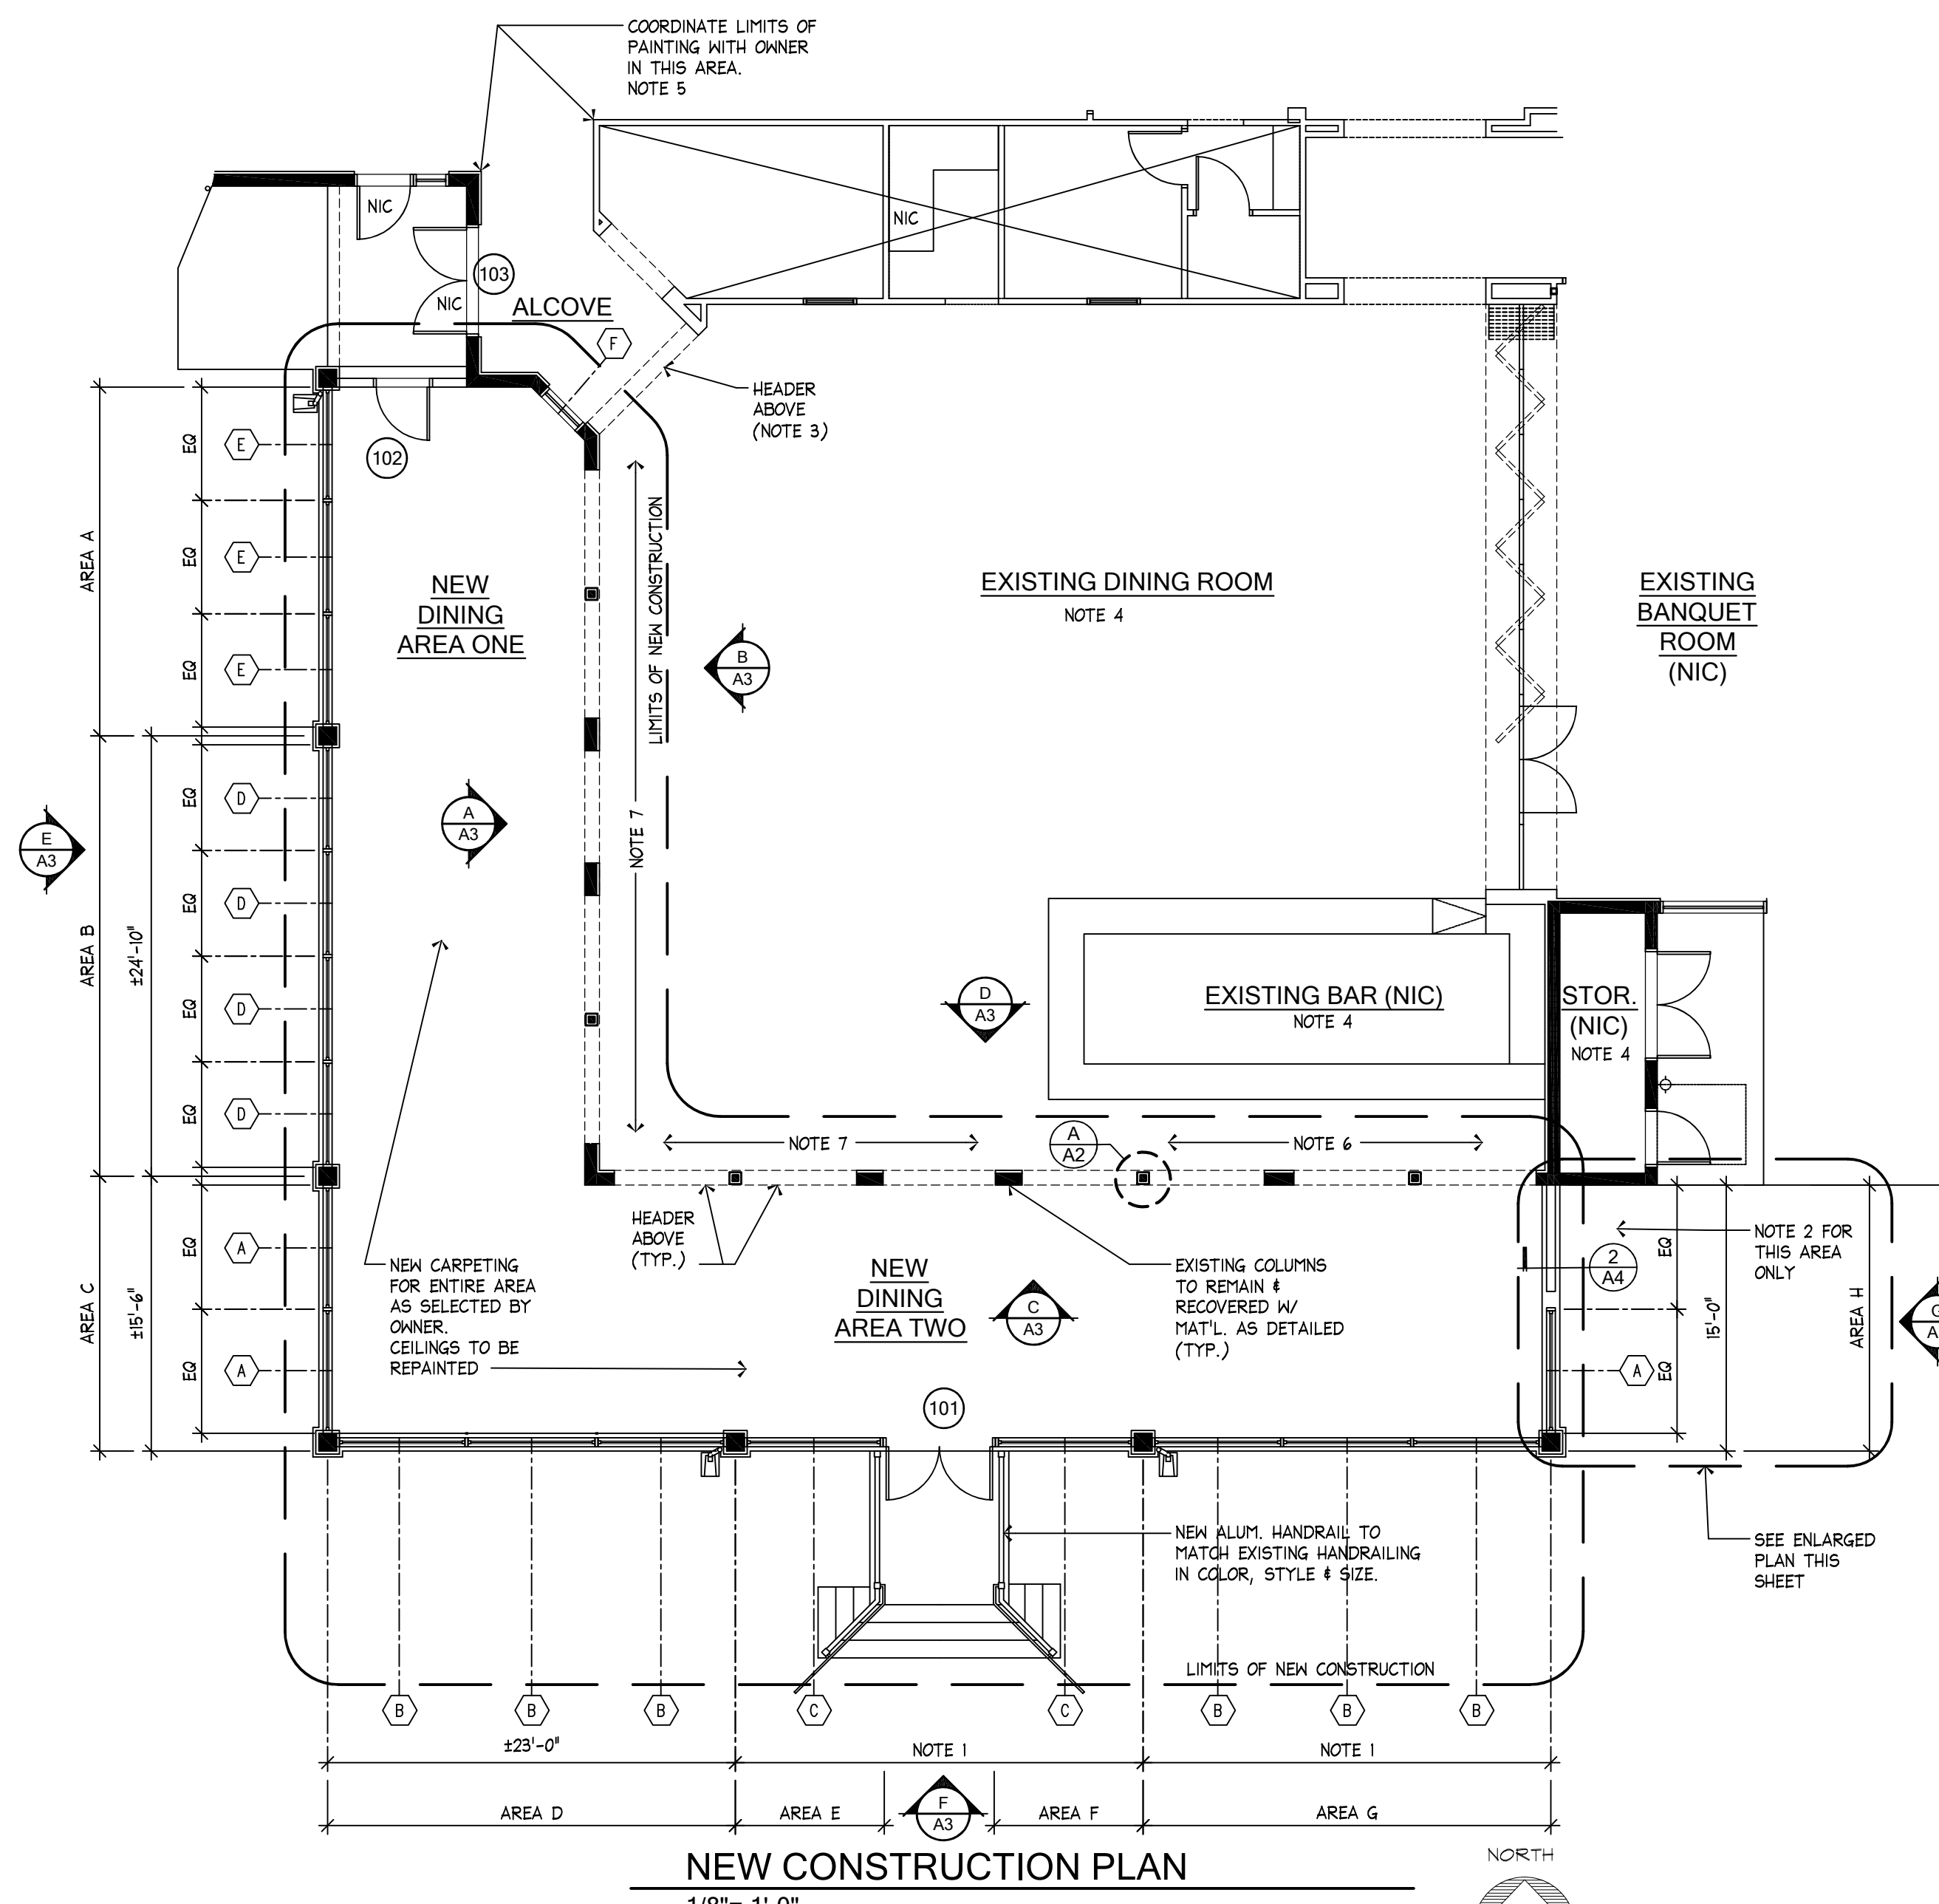 COORDINATE LIMITS OF
PAINTING WITH OWNER
IN THIS AREA.
NOTE 5
NIC
NIC
103
NIC
ALCOVE
F
HEADER
ABOVE
(NOTE 3)
102
EQ
E
EQ
E
EQ
E
AREA A
NEW
DINING
AREA ONE
LIMITS OF NEW CONSTRUCTION
EXISTING DINING ROOM
NOTE 4
EXISTING
BANQUET
ROOM
(NIC)
B
A3
A
A3
E
A3
NOTE 7
EQ
D
EQ
D
EQ
D
EQ
D
AREA B
±24'-10"
D
A3
EXISTING BAR (NIC)
NOTE 4
STOR.
(NIC)
NOTE 4
NOTE 7
A
A2
NOTE 6
EQ
A
EQ
A
AREA C
±15'-6"
HEADER
ABOVE
(TYP.)
NEW CARPETING
FOR ENTIRE AREA
AS SELECTED BY
OWNER.
CEILINGS TO BE
REPAINTED
NEW
DINING
AREA TWO
C
A3
EXISTING COLUMNS
TO REMAIN &
RECOVERED W/
MAT'L. AS DETAILED
(TYP.)
2
A4
NOTE 2 FOR
THIS AREA
ONLY
EQ
EQ
A
15'-0"
AREA H
101
NEW ALUM. HANDRAIL TO
MATCH EXISTING HANDRAILING
IN COLOR, STYLE & SIZE.
SEE ENLARGED
PLAN THIS
SHEET
LIMITS OF NEW CONSTRUCTION
B
B
B
C
C
B
B
B
±23'-0"
NOTE 1
NOTE 1
AREA D
AREA E
F
A3
AREA F
AREA G
NEW CONSTRUCTION PLAN
NORTH
1/8"= 1'-0"